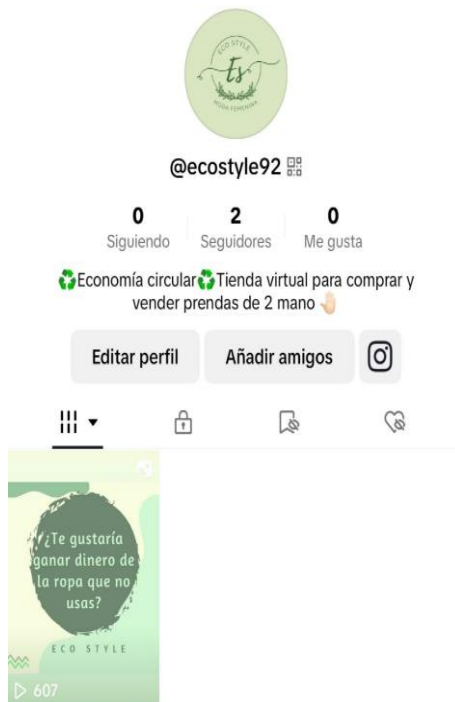 ECO STYLE
Es
MODA FEMENINA
@ecostyle92
0 2 0
Siguiendo Seguidores Me gusta
Economía circular Tienda virtual para comprar y
vender prendas de 2 mano
Editar perfil Añadir amigos
¿Te gustaría
ganar dinero de
la ropa que no
usas?
ECO STYLE
607